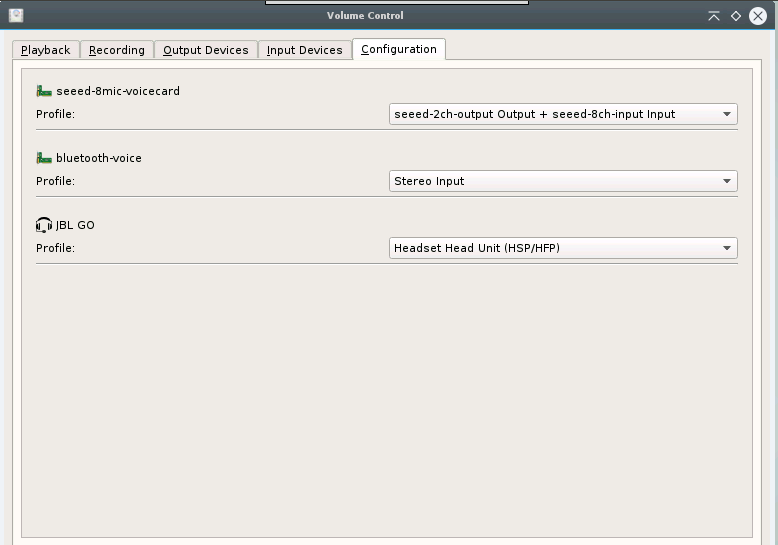 Volume Control
Playback Recording Output Devices Input Devices Configuration
seeed-8mic-voicecard
Profile: seeed-2ch-output Output + seeed-8ch-input Input
bluetooth-voice
Profile: Stereo Input
JBL GO
Profile: Headset Head Unit (HSP/HFP)